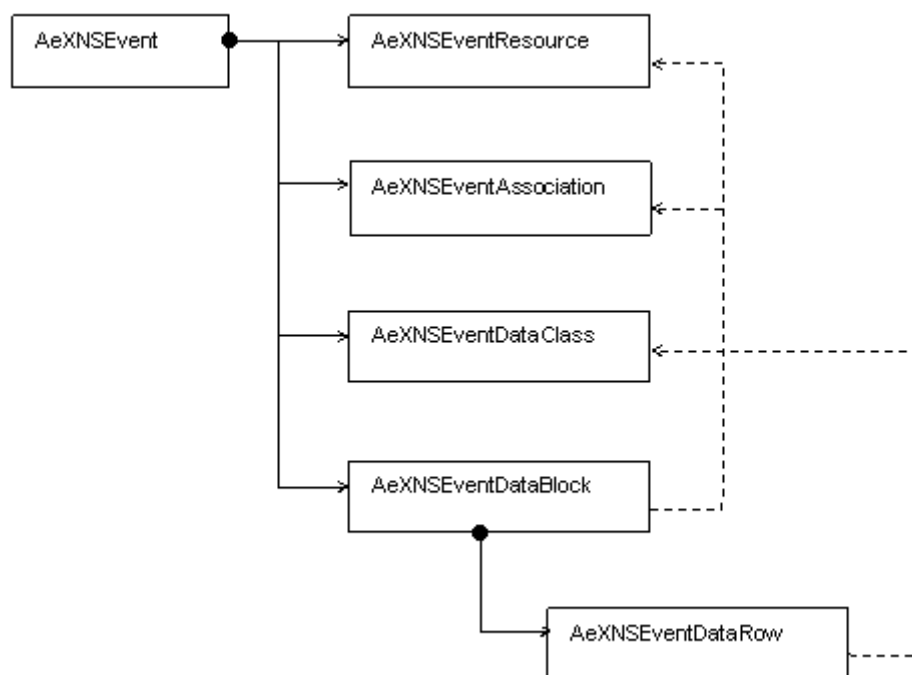 AeXNSEvent
AeXNSEventResource
AeXNSEventAssociation
AeXNSEventDataClass
AeXNSEventDataBlock
AeXNSEventDataRow